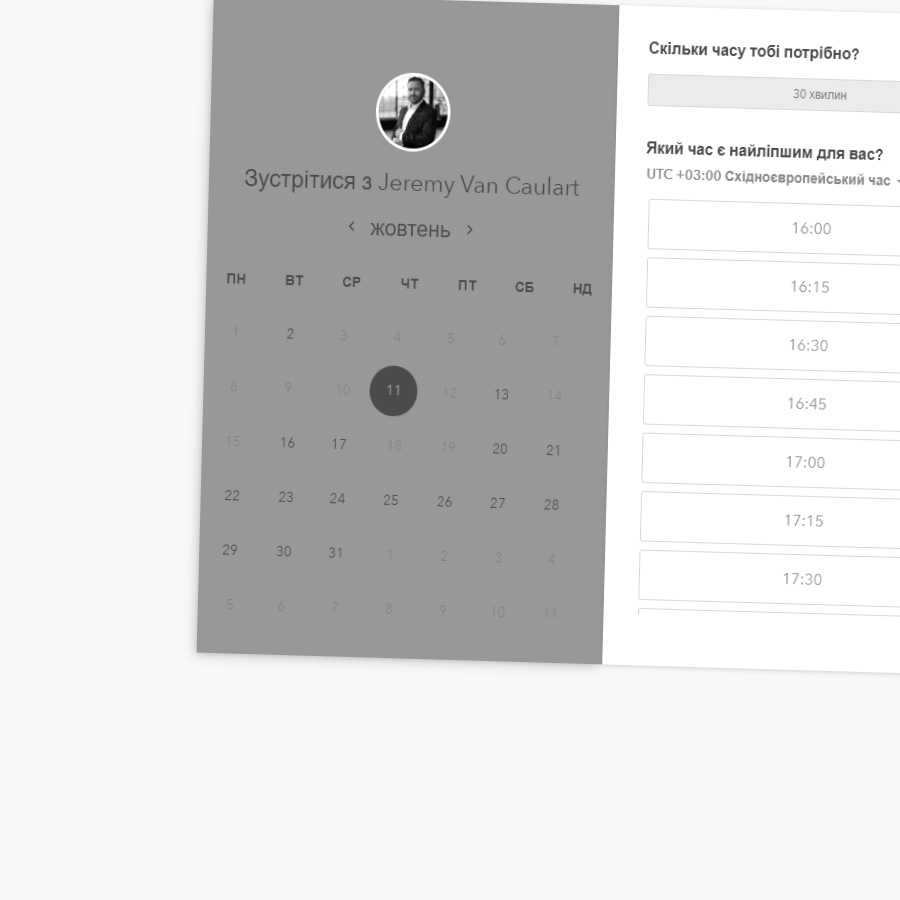 Зустрітися з Jeremy Van Caulart
жовтень
ПН ВТ СР ЧТ ПТ СБ НД
1 2 3 4 5 6 7
8 9 10 11 12 13 14
15 16 17 18 19 20 21
22 23 24 25 26 27 28
29 30 31 1 2 3 4
5 6 7 8 9 10 11
Скільки часу тобі потрібно?
30 хвилин
Який час є найліпшим для вас?
UTC +03:00 Східноєвропейський час
16:00
16:15
16:30
16:45
17:00
17:15
17:30